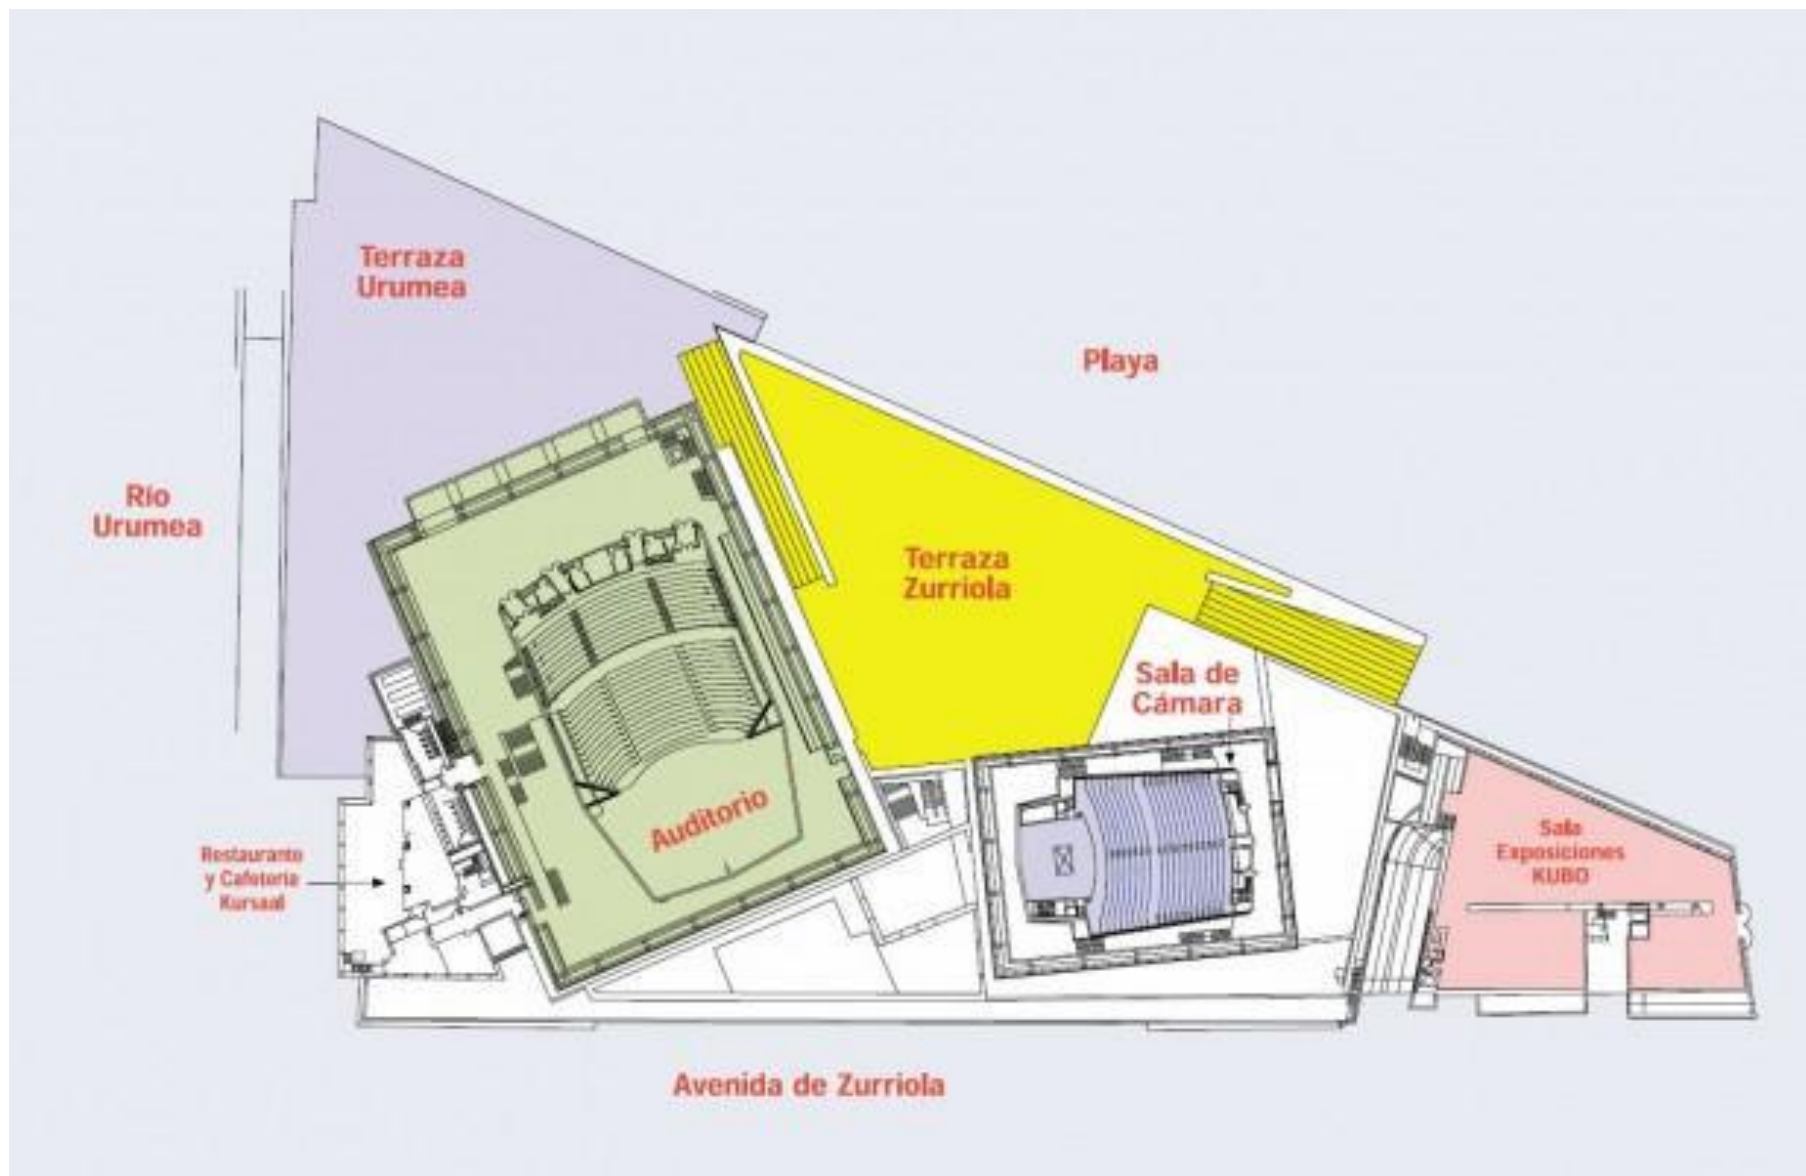 Terraza
Urumea
Playa
Río
Urumea
Terraza
Zurriola
Sala de
Cámara
Auditorio
Sala
Exposiciones
KUBO
Restaurante
y Cafetería
Kursaal
Avenida de Zurriola